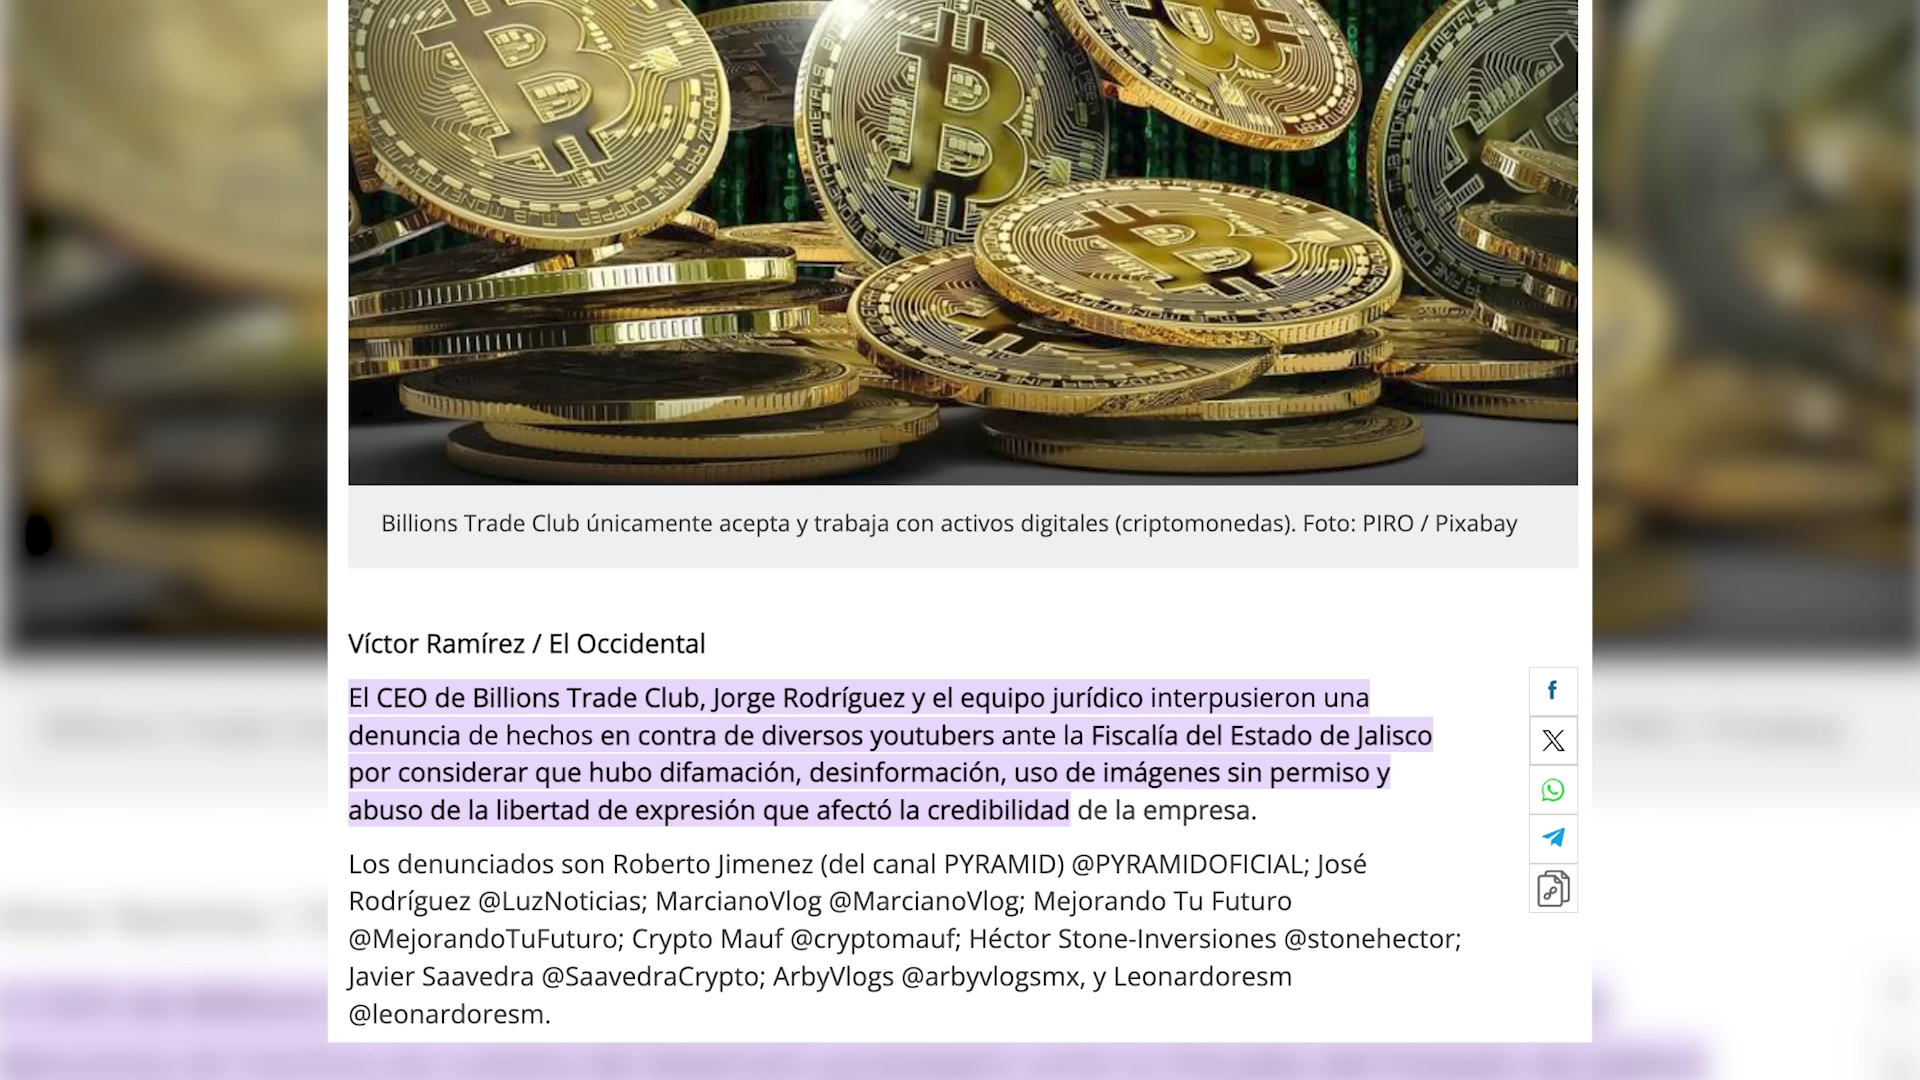 Billions Trade Club únicamente acepta y trabaja con activos digitales (criptomonedas). Foto: PIRO / Pixabay
Víctor Ramírez / El Occidental
El CEO de Billions Trade Club, Jorge Rodríguez y el equipo jurídico interpusieron una
denuncia de hechos en contra de diversos youtubers ante la Fiscalía del Estado de Jalisco
por considerar que hubo difamación, desinformación, uso de imágenes sin permiso y
abuso de la libertad de expresión que afectó la credibilidad de la empresa.
Los denunciados son Roberto Jimenez (del canal PYRAMID) @PYRAMIDOFICIAL; José
Rodríguez @LuzNoticias; MarcianoVlog @MarcianoVlog; Mejorando Tu Futuro
@MejorandoTuFuturo; Crypto Mauf @cryptomauf; Héctor Stone-Inversiones @stonehector;
Javier Saavedra @SaavedraCrypto; ArbyVlogs @arbyvlogsmx, y Leonardoresm
@leonardoresm.